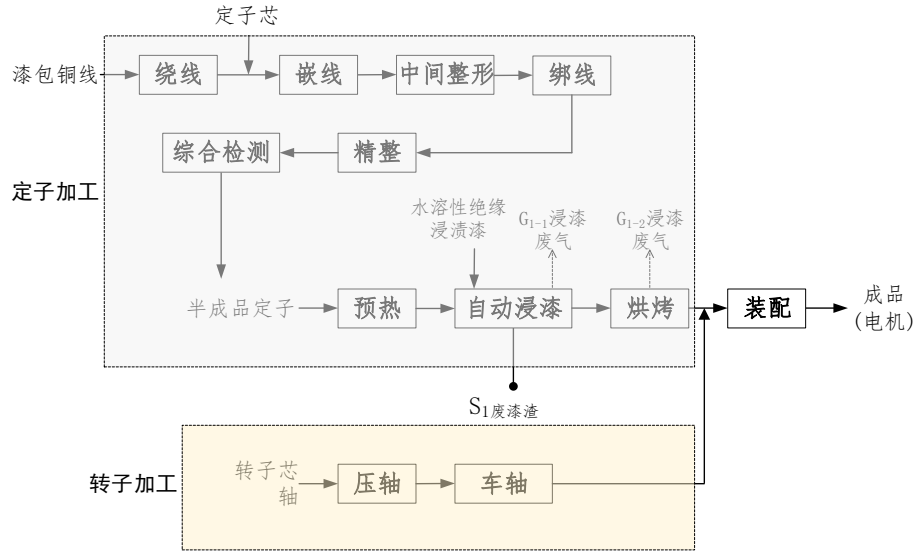 定子芯
漆包铜线
绕线
嵌线
中间整形
绑线
综合检测
精整
定子加工
水溶性绝缘
浸渍漆
G1-1浸漆
废气
G1-2浸漆
废气
半成品定子
预热
自动浸漆
烘烤
装配
成品
(电机)
S1废漆渣
转子加工
转子芯
轴
压轴
车轴